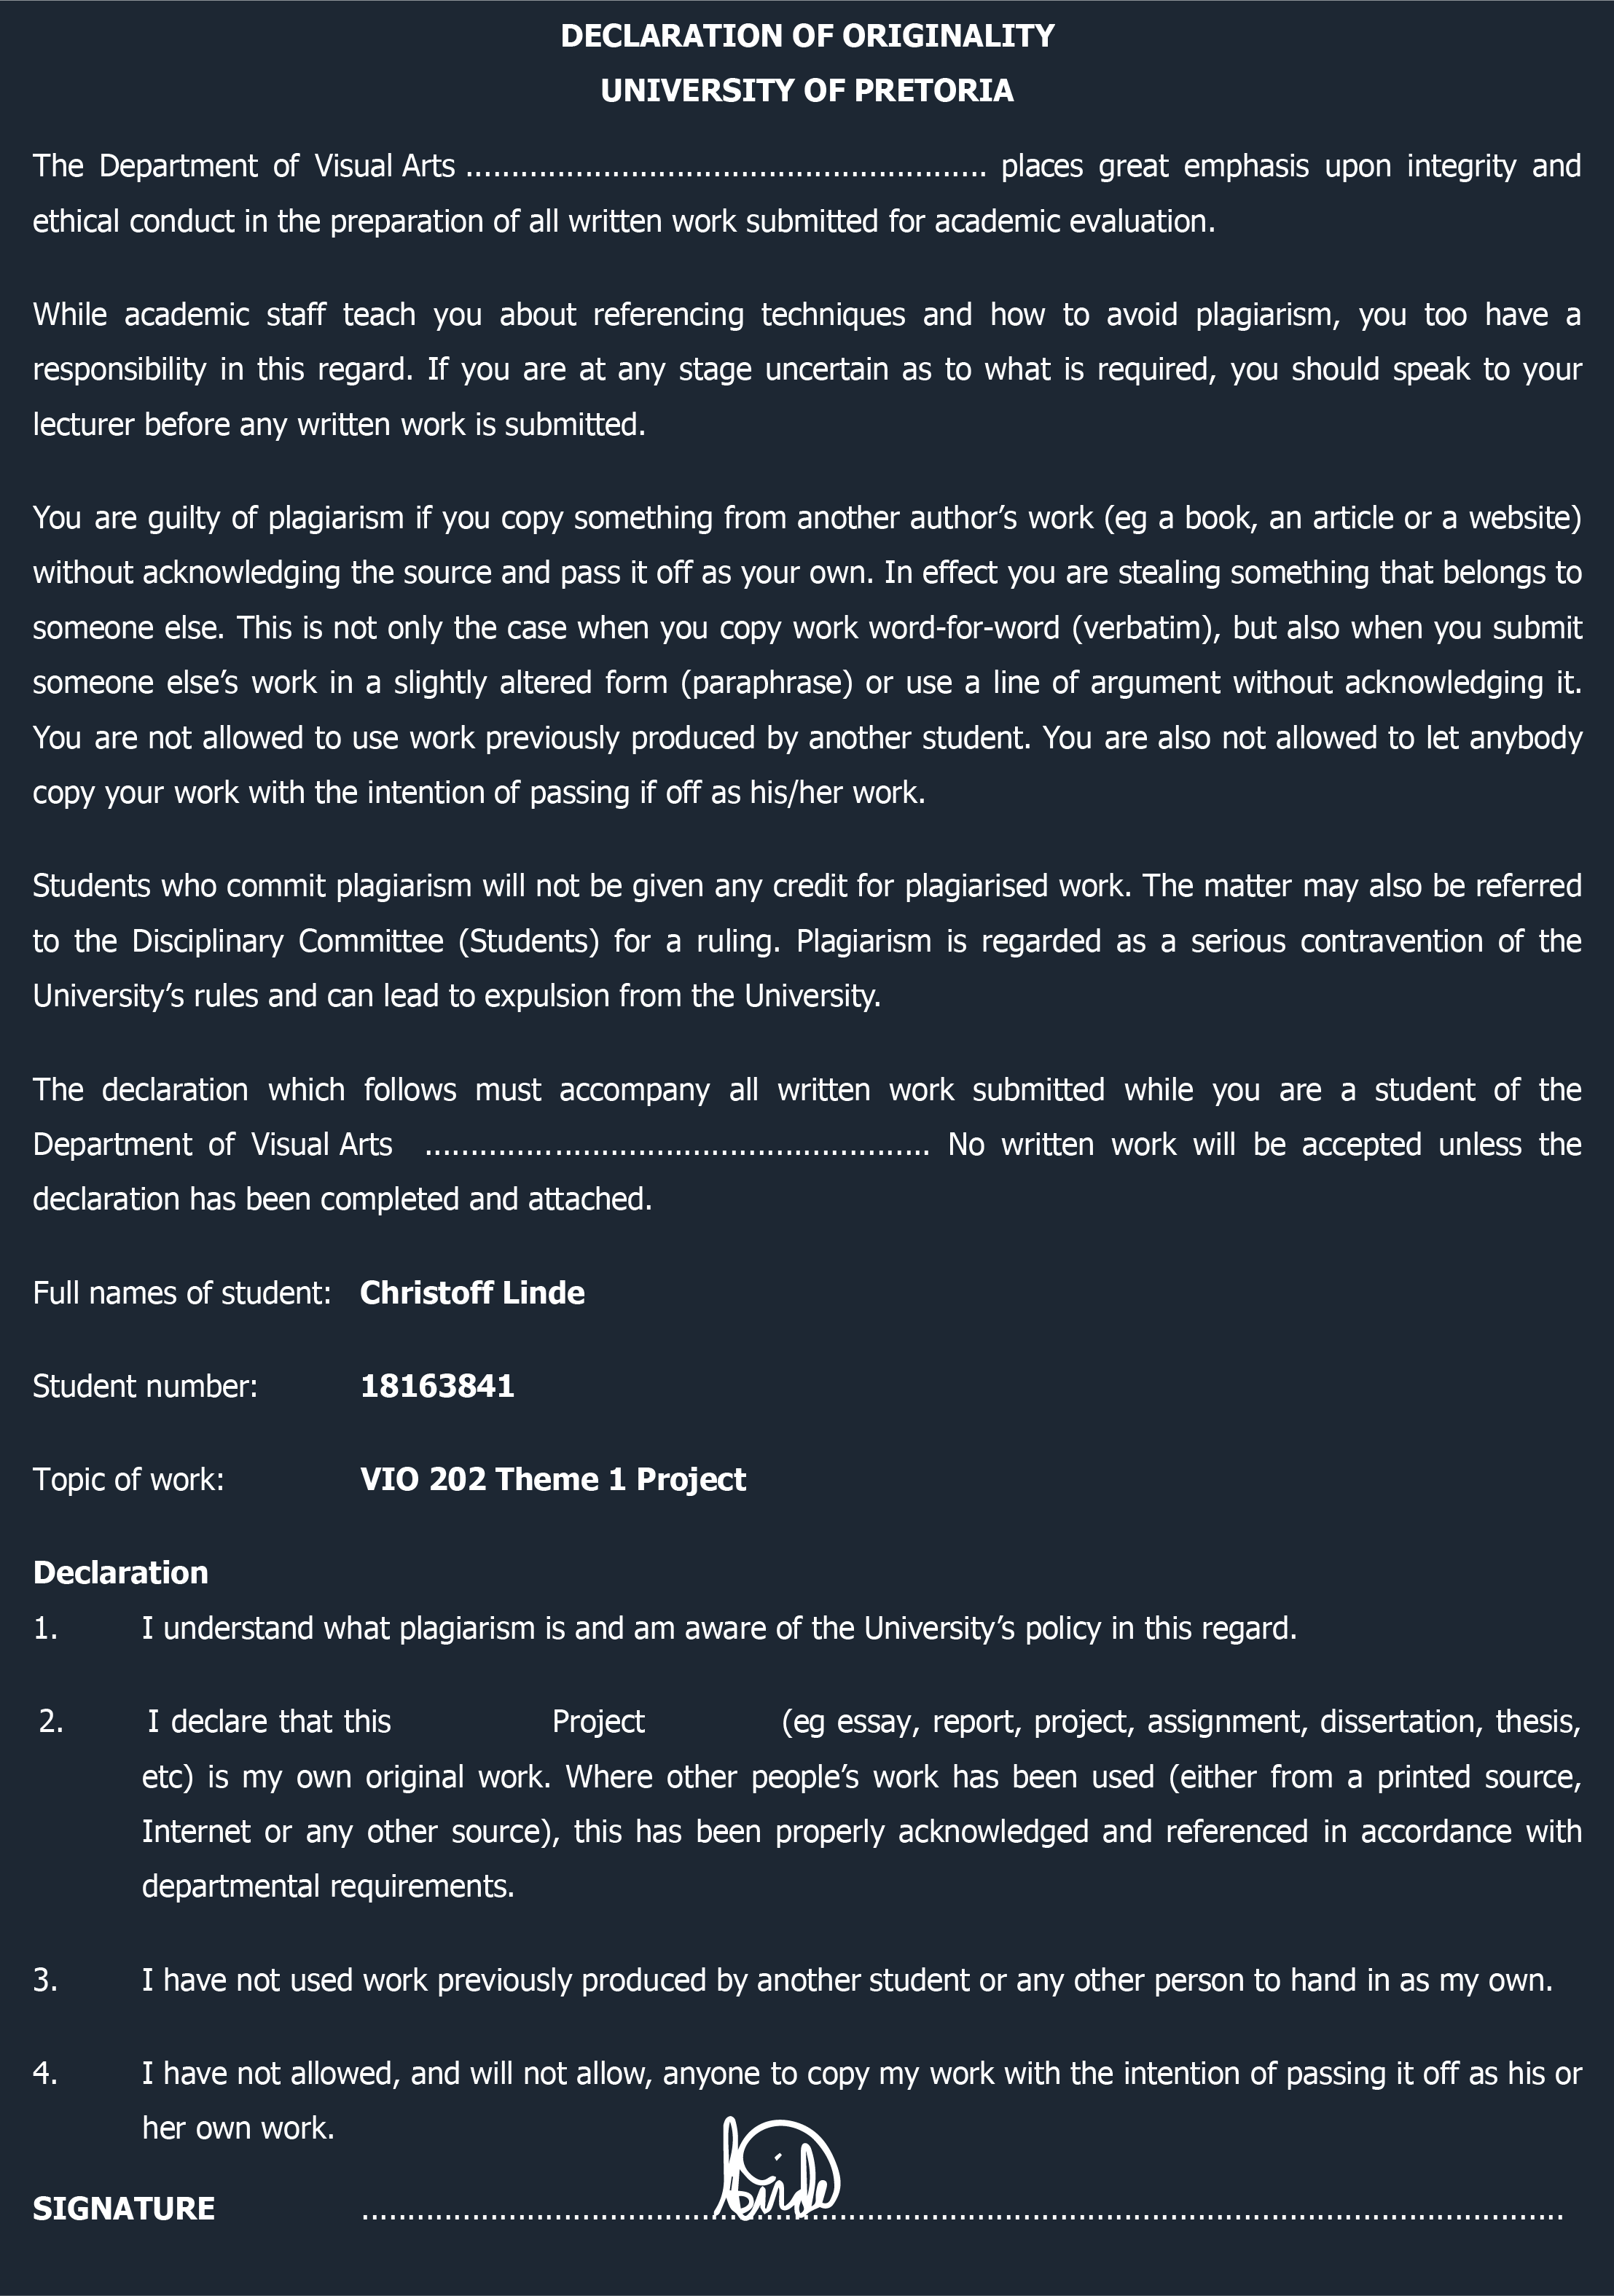 DECLARATION OF ORIGINALITY
UNIVERSITY OF PRETORIA
The Department of Visual Arts ......................................................... places great emphasis upon integrity and
ethical conduct in the preparation of all written work submitted for academic evaluation.
While academic staff teach you about referencing techniques and how to avoid plagiarism, you too have a
responsibility in this regard. If you are at any stage uncertain as to what is required, you should speak to your
lecturer before any written work is submitted.
You are guilty of plagiarism if you copy something from another author’s work (eg a book, an article or a website)
without acknowledging the source and pass it off as your own. In effect you are stealing something that belongs to
someone else. This is not only the case when you copy work word-for-word (verbatim), but also when you submit
someone else’s work in a slightly altered form (paraphrase) or use a line of argument without acknowledging it.
You are not allowed to use work previously produced by another student. You are also not allowed to let anybody
copy your work with the intention of passing if off as his/her work.
Students who commit plagiarism will not be given any credit for plagiarised work. The matter may also be referred
to the Disciplinary Committee (Students) for a ruling. Plagiarism is regarded as a serious contravention of the
University’s rules and can lead to expulsion from the University.
The declaration which follows must accompany all written work submitted while you are a student of the
Department of Visual Arts ....................................................... No written work will be accepted unless the
declaration has been completed and attached.
Full names of student: Christoff Linde
Student number: 18163841
Topic of work: VIO 202 Theme 1 Project
Declaration
1. I understand what plagiarism is and am aware of the University’s policy in this regard.
2. I declare that this Project (eg essay, report, project, assignment, dissertation, thesis,
etc) is my own original work. Where other people’s work has been used (either from a printed source,
Internet or any other source), this has been properly acknowledged and referenced in accordance with
departmental requirements.
3. I have not used work previously produced by another student or any other person to hand in as my own.
4. I have not allowed, and will not allow, anyone to copy my work with the intention of passing it off as his or
her own work.
Linde
SIGNATURE ....................................................................................................................................